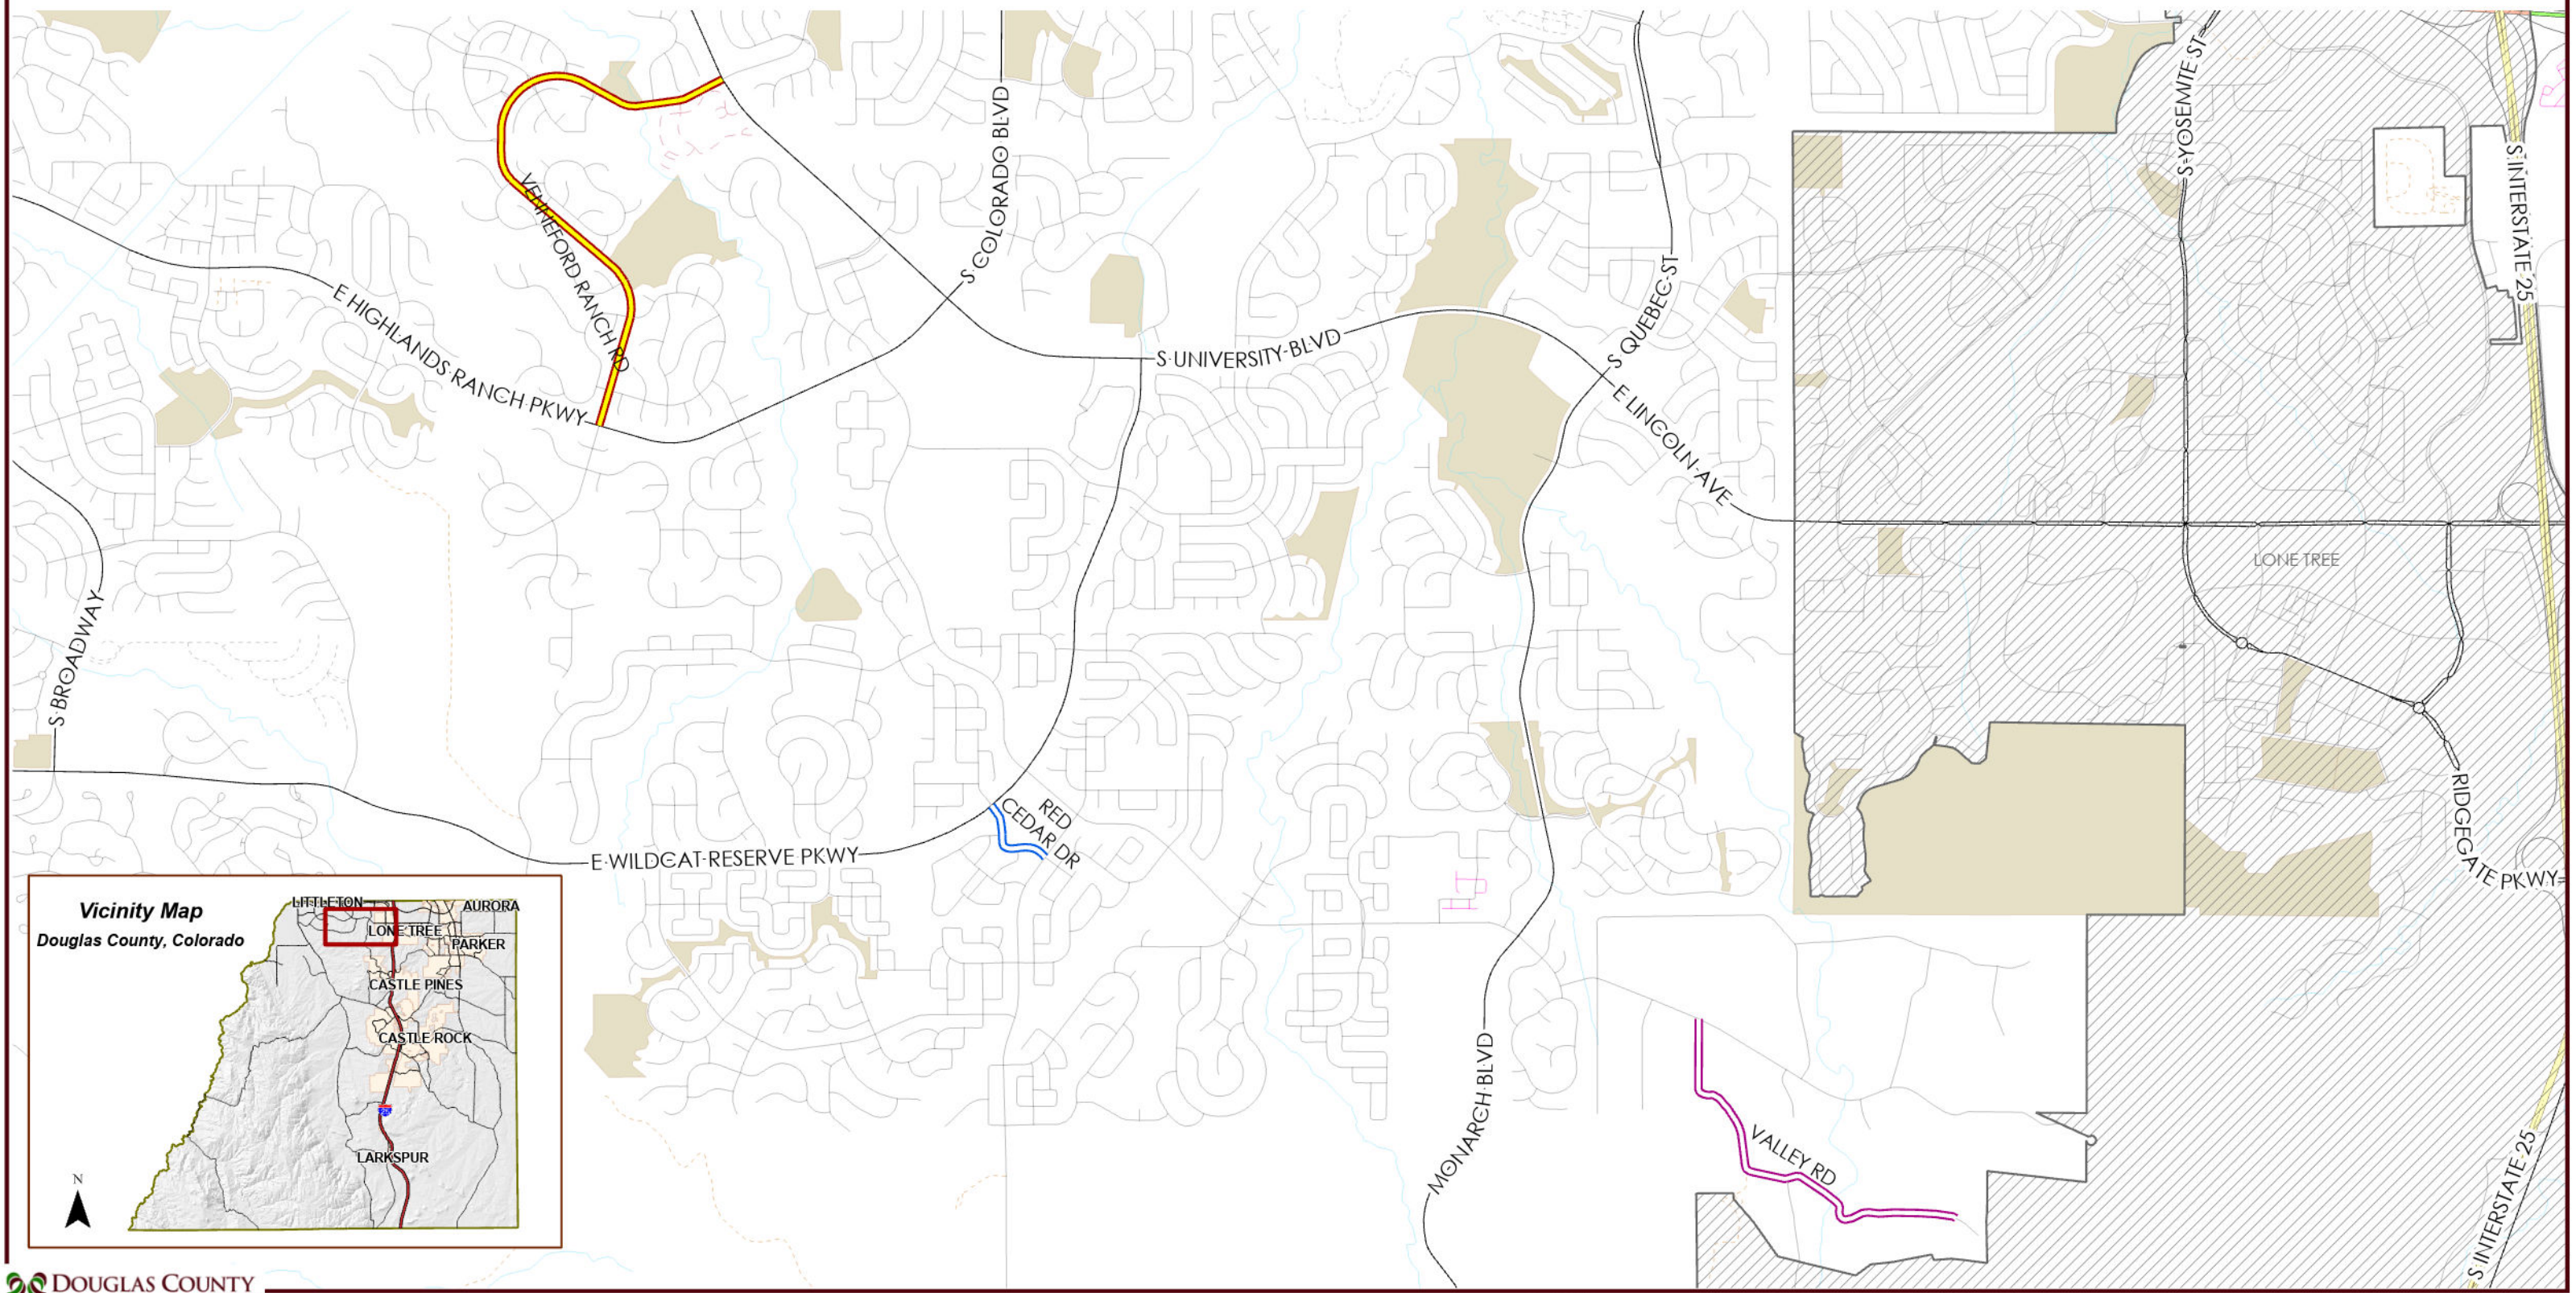 S YOSEMITE ST
S COLORADO BLVD
S INTERSTATE 25
VENNEFORD RANCH RD
E HIGHLANDS RANCH PKWY
S QUEBEC ST
S UNIVERSITY BLVD
E LINCOLN AVE
LONE TREE
S BROADWAY
RIDGEGATE PKWY
RED
CEDAR DR
E WILDCAT RESERVE PKWY
MONARCH BLVD
VALLEY RD
S INTERSTATE 25
Vicinity Map
Douglas County, Colorado
LITTLETON
AURORA
LONE TREE
PARKER
CASTLE PINES
CASTLE ROCK
LARKSPUR
N
DOUGLAS COUNTY